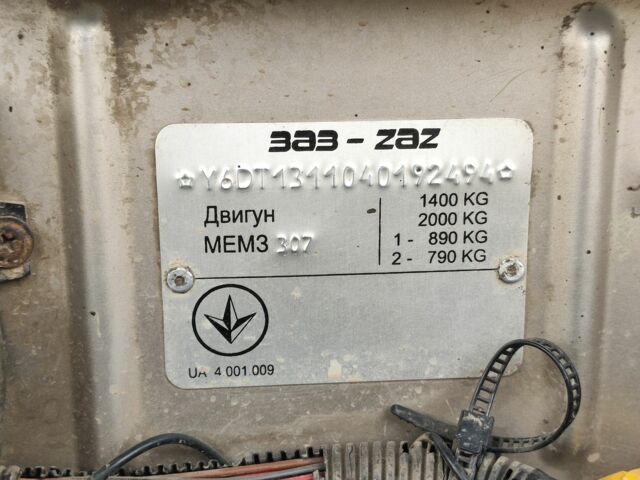 ЗАЗ - ZAZ
Y6DT1311040192494
1400 KG
Двигун 2000 KG
МЕМЗ 307 1 - 890 KG
2 - 790 KG
UA 4 001.009